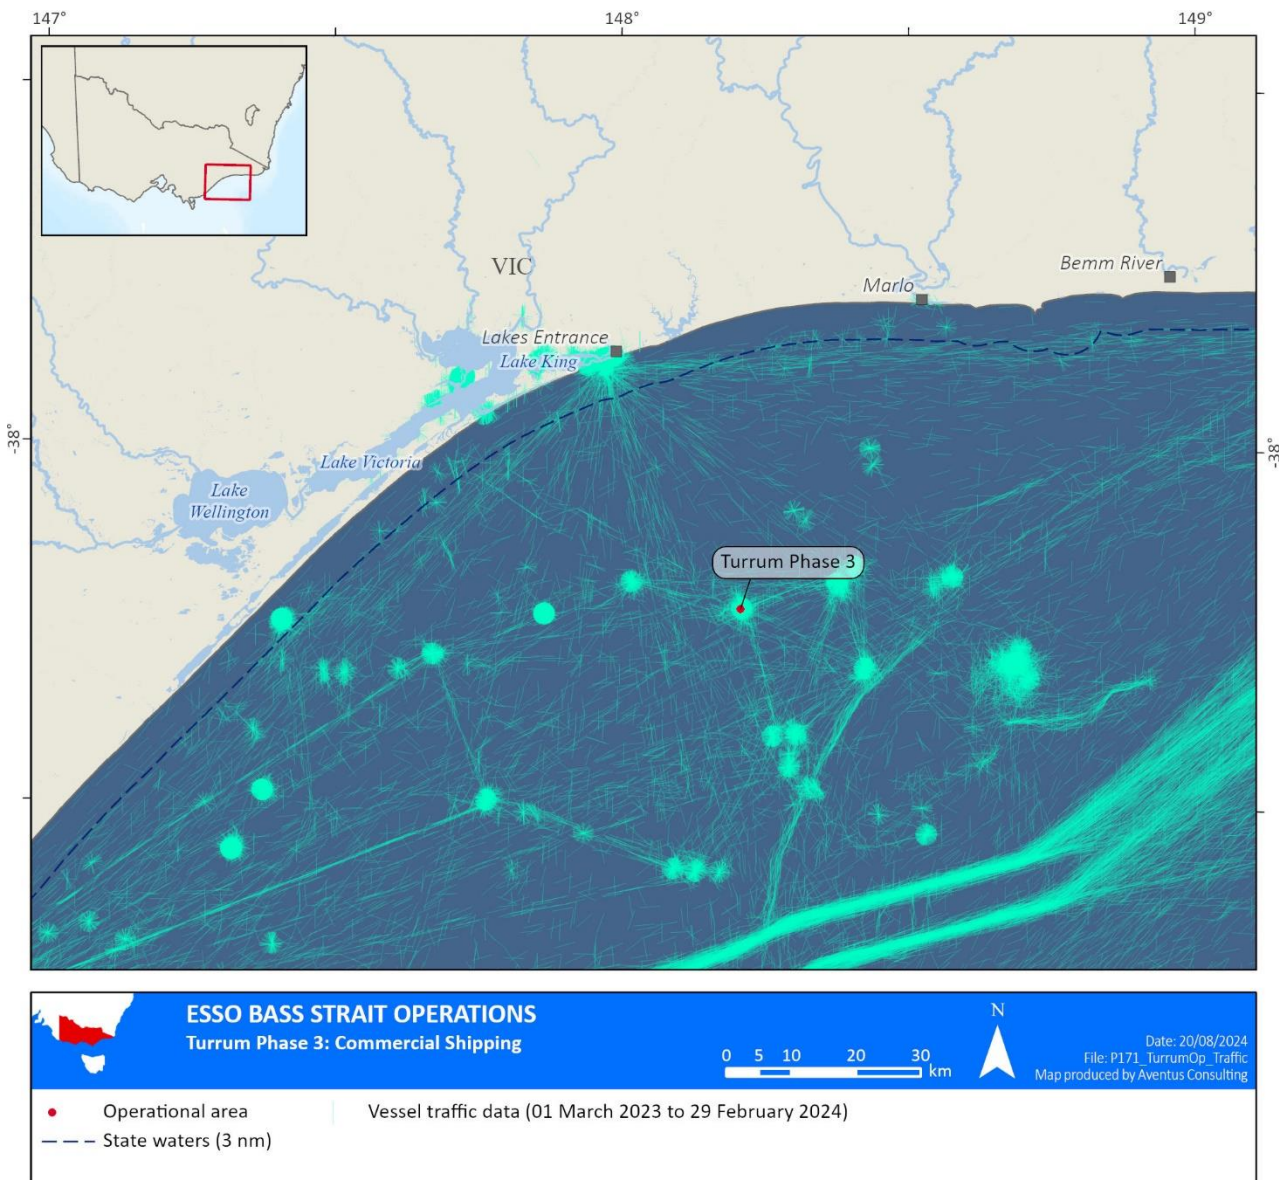 147°
148°
149°
VIC
Bemm River
Marlo
Lakes Entrance
Lake King
-38°
-38°
Lake Victoria
Lake
Wellington
Turrum Phase 3
ESSO BASS STRAIT OPERATIONS
Turrum Phase 3: Commercial Shipping
0 5 10 20 30
km
N
Date: 20/08/2024
File: P171_TurrumOp_Traffic
Map produced by Aventus Consulting
Operational area
Vessel traffic data (01 March 2023 to 29 February 2024)
State waters (3 nm)